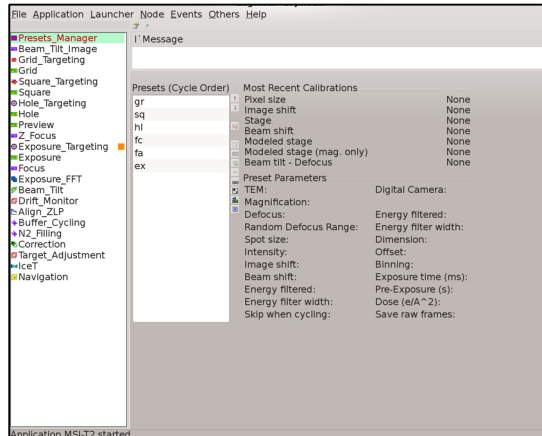 File Application Launcher Node Events Others Help
Presets_Manager
Beam_Tilt_Image
Grid_Targeting
Grid
Square_Targeting
Square
Hole_Targeting
Hole
Preview
Z_Focus
Exposure_Targeting
Exposure
Focus
Exposure_FFT
Beam_Tilt
Drift_Monitor
Align_ZLP
Buffer_Cycling
N2_Filling
Correction
Target_Adjustment
IceT
Navigation
Message
Presets (Cycle Order)
gr
sq
hl
fc
fa
ex
Most Recent Calibrations
Pixel size None
Image shift None
Stage None
Beam shift None
Modeled stage None
Modeled stage (mag. only) None
Beam tilt - Defocus None
Preset Parameters
TEM: Digital Camera:
Magnification:
Defocus: Energy filtered:
Random Defocus Range: Energy filter width:
Spot size: Dimension:
Intensity: Offset:
Image shift: Binning:
Beam shift: Exposure time (ms):
Energy filtered: Pre-Exposure (s):
Energy filter width: Dose (e/A^2):
Skip when cycling: Save raw frames:
Application MSI-T2 started